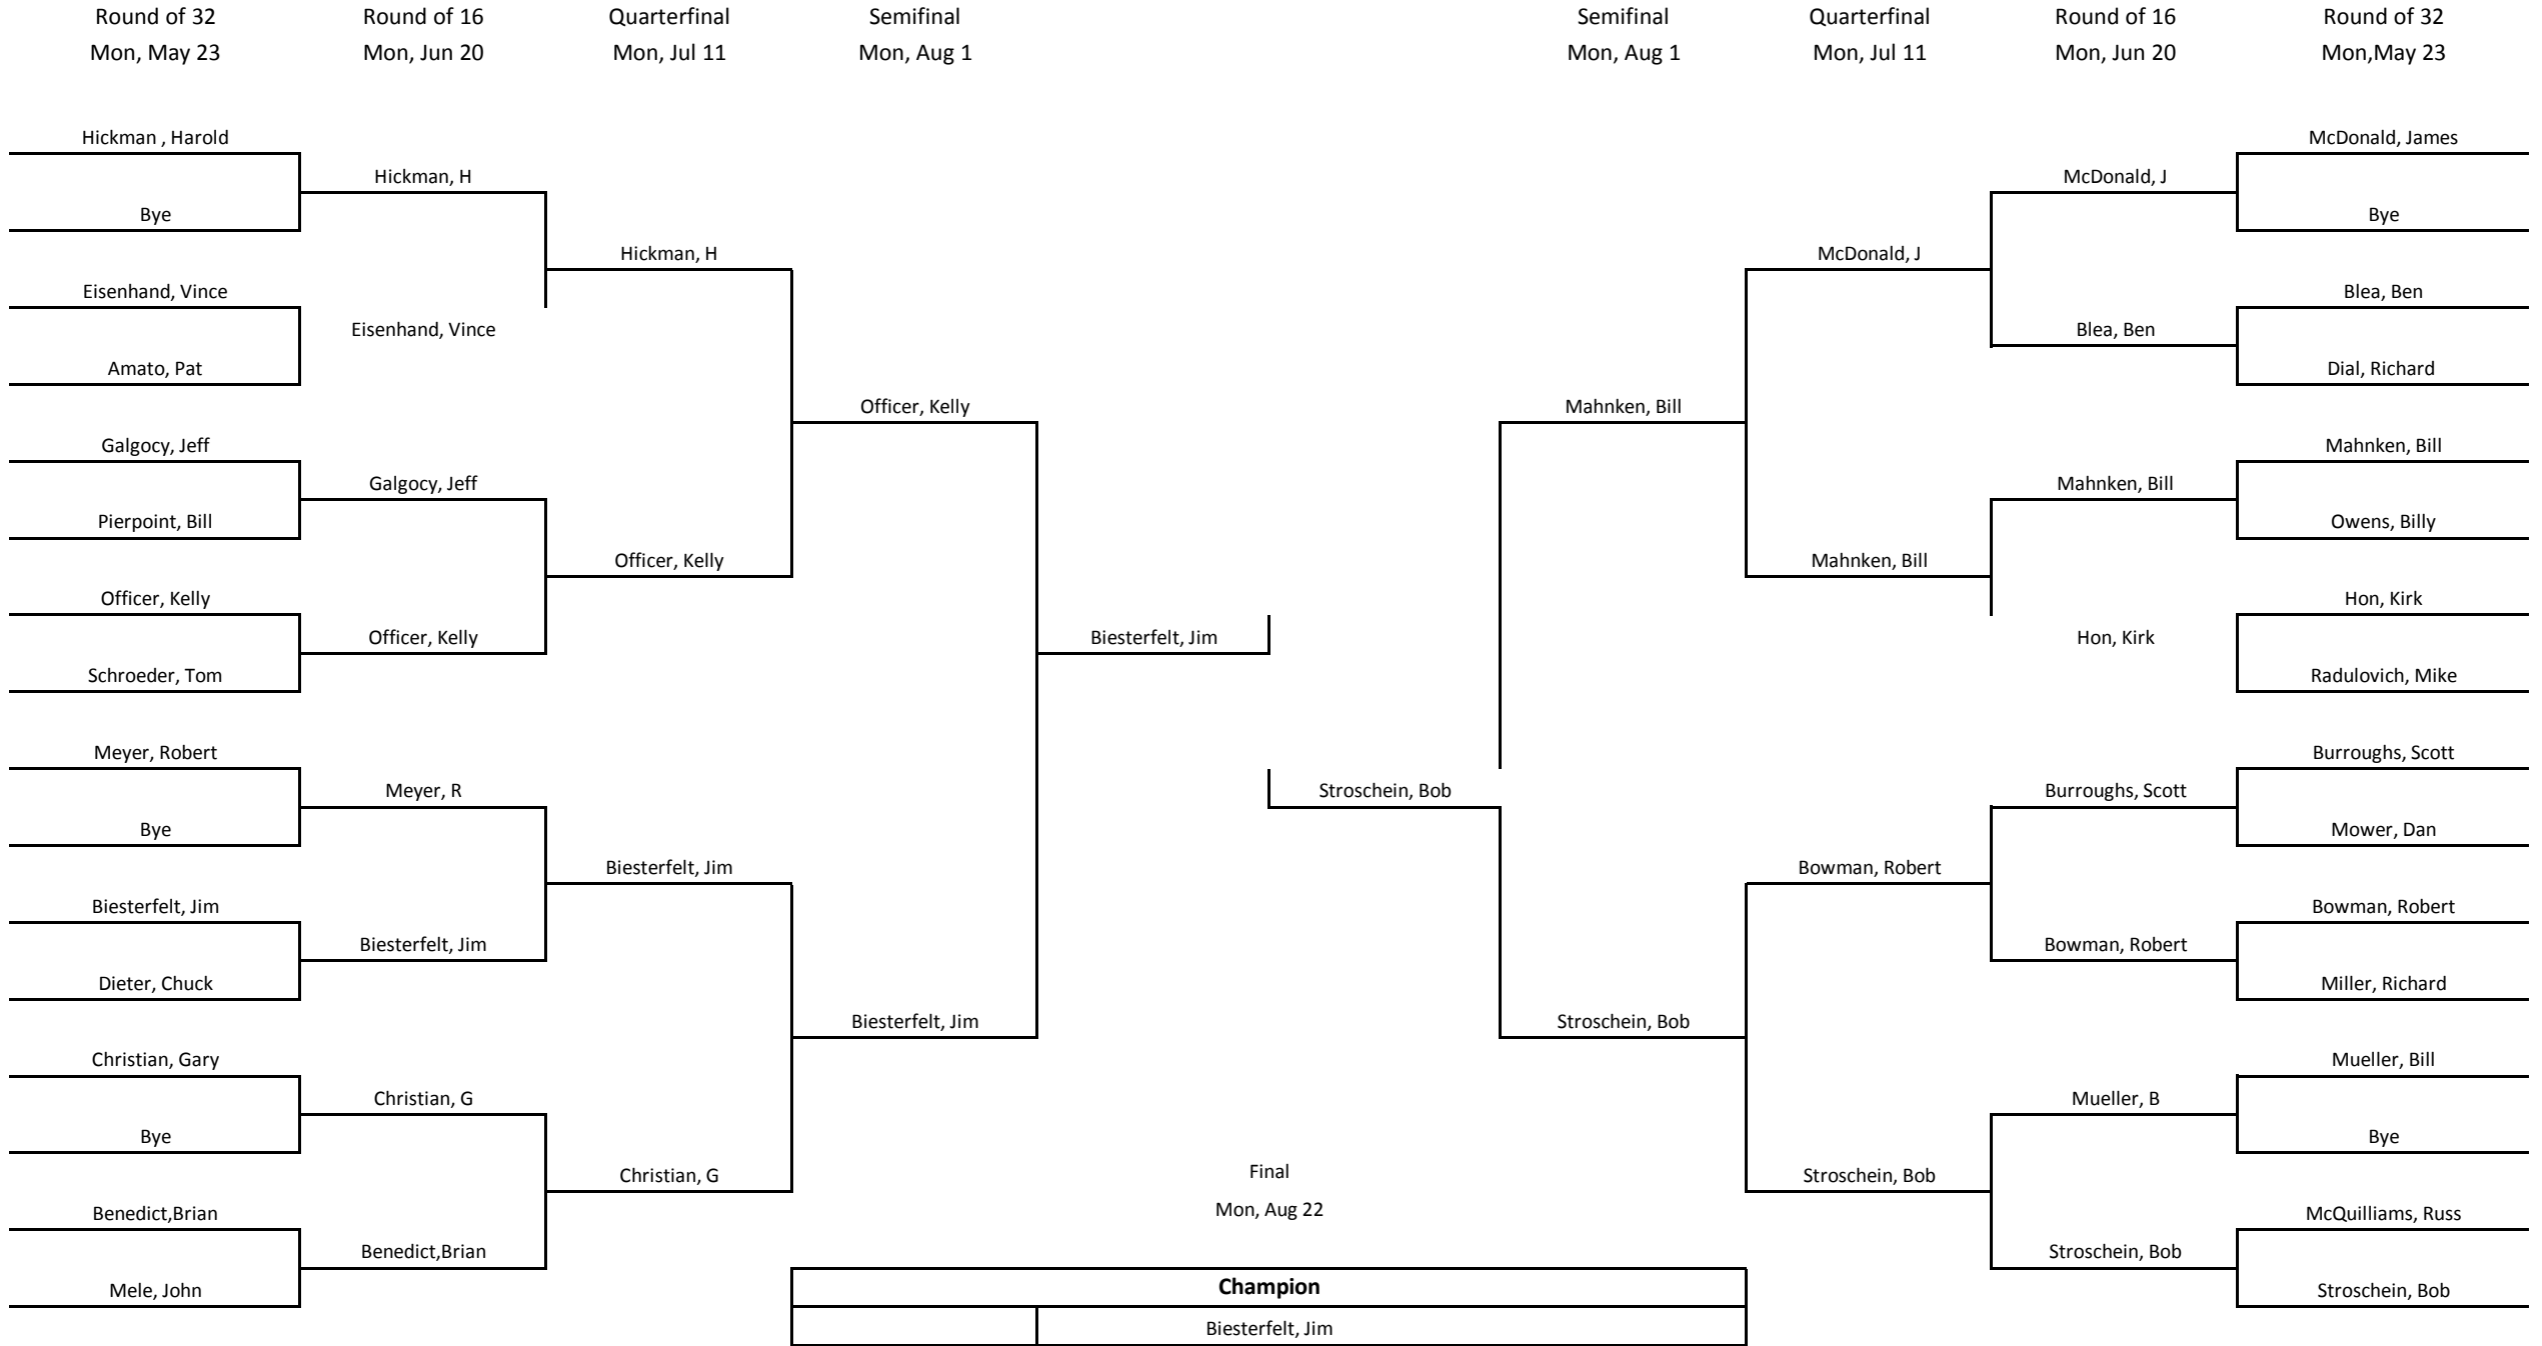 Round of 32
Mon, May 23
Round of 16
Mon, Jun 20
Quarterfinal
Mon, Jul 11
Semifinal
Mon, Aug 1
Semifinal
Mon, Aug 1
Quarterfinal
Mon, Jul 11
Round of 16
Mon, Jun 20
Round of 32
Mon,May 23
Hickman , Harold
Bye
Eisenhand, Vince
Amato, Pat
Galgocy, Jeff
Pierpoint, Bill
Officer, Kelly
Schroeder, Tom
Meyer, Robert
Bye
Biesterfelt, Jim
Dieter, Chuck
Christian, Gary
Bye
Benedict,Brian
Mele, John
Hickman, H
Eisenhand, Vince
Galgocy, Jeff
Officer, Kelly
Meyer, R
Biesterfelt, Jim
Christian, G
Benedict,Brian
Hickman, H
Officer, Kelly
Biesterfelt, Jim
Christian, G
Officer, Kelly
Biesterfelt, Jim
Biesterfelt, Jim
Stroschein, Bob
Mahnken, Bill
Stroschein, Bob
McDonald, J
Mahnken, Bill
Bowman, Robert
Stroschein, Bob
McDonald, J
Blea, Ben
Mahnken, Bill
Hon, Kirk
Burroughs, Scott
Bowman, Robert
Mueller, B
Stroschein, Bob
McDonald, James
Bye
Blea, Ben
Dial, Richard
Mahnken, Bill
Owens, Billy
Hon, Kirk
Radulovich, Mike
Burroughs, Scott
Mower, Dan
Bowman, Robert
Miller, Richard
Mueller, Bill
Bye
McQuilliams, Russ
Stroschein, Bob
Final
Mon, Aug 22
Champion
Biesterfelt, Jim